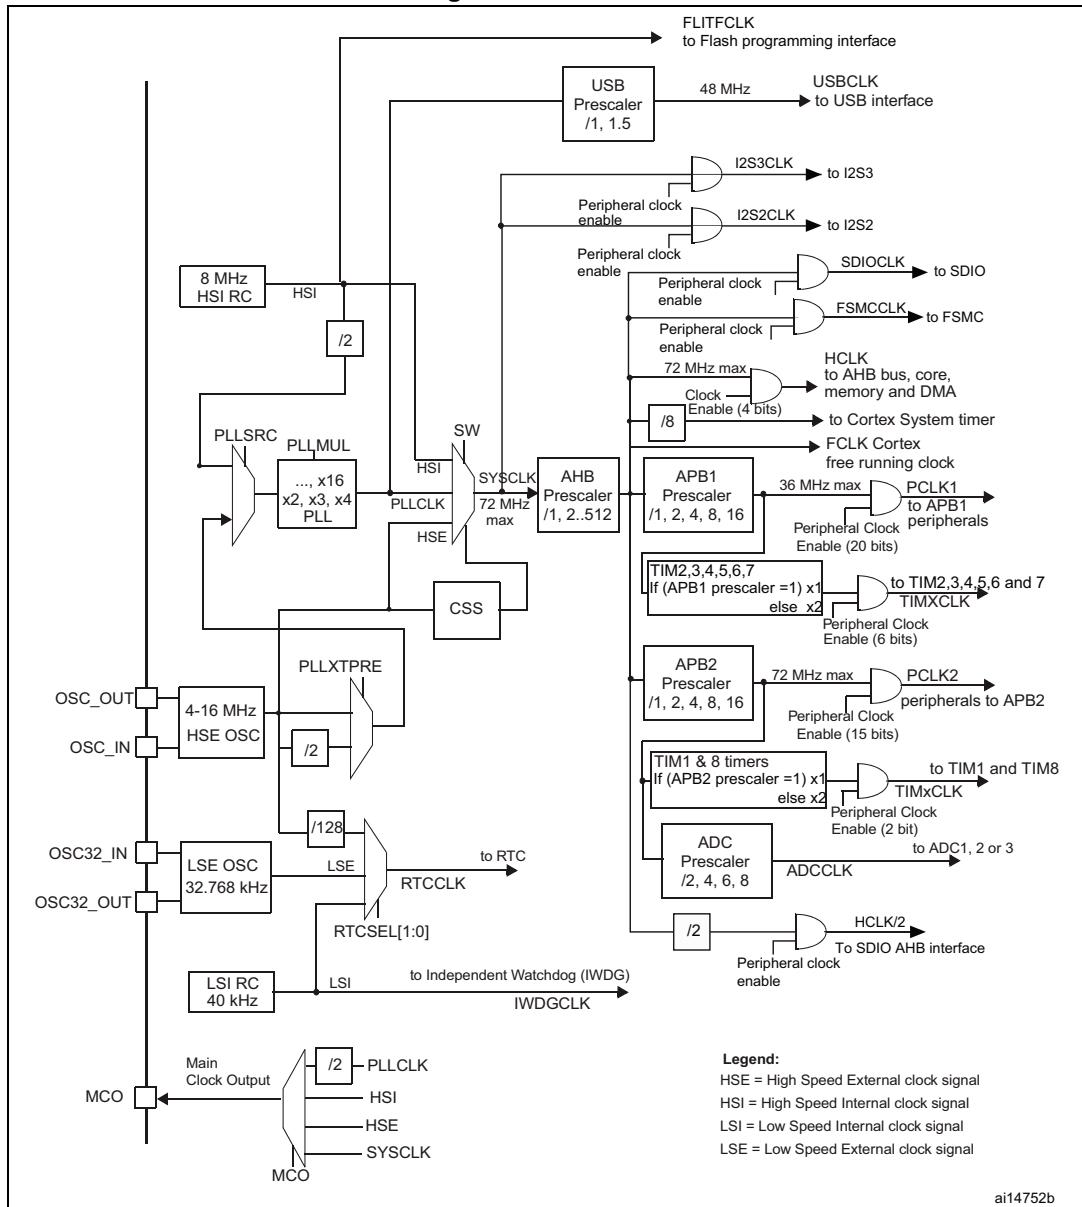 FLITFCLK
to Flash programming interface
USB
Prescaler
/1, 1.5
48 MHz
USBCLK
to USB interface
I2S3CLK
to I2S3
Peripheral clock
enable
I2S2CLK
to I2S2
Peripheral clock
enable
8 MHz
HSI RC
HSI
SDIOCLK
to SDIO
Peripheral clock
enable
FSMCCLK
to FSMC
Peripheral clock
enable
/2
HCLK
to AHB bus, core,
memory and DMA
72 MHz max
Clock
Enable (4 bits)
/8
to Cortex System timer
FCLK Cortex
free running clock
PLLSRC
PLLMUL
..., x16
x2, x3, x4
PLL
SW
HSI
PLLCLK
HSE
SYSCLK
72 MHz
max
AHB
Prescaler
/1, 2..512
APB1
Prescaler
/1, 2, 4, 8, 16
36 MHz max
PCLK1
to APB1
peripherals
Peripheral Clock
Enable (20 bits)
TIM2,3,4,5,6,7
If (APB1 prescaler =1) x1
else x2
to TIM2,3,4,5,6 and 7
TIMXCLK
Peripheral Clock
Enable (6 bits)
CSS
PLLXTPRE
OSC_OUT
OSC_IN
4-16 MHz
HSE OSC
/2
APB2
Prescaler
/1, 2, 4, 8, 16
72 MHz max
PCLK2
peripherals to APB2
Peripheral Clock
Enable (15 bits)
TIM1 & 8 timers
If (APB2 prescaler =1) x1
else x2
to TIM1 and TIM8
TIMxCLK
Peripheral Clock
Enable (2 bit)
/128
OSC32_IN
OSC32_OUT
LSE OSC
32.768 kHz
LSE
to RTC
RTCCLK
RTCSEL[1:0]
ADC
Prescaler
/2, 4, 6, 8
to ADC1, 2 or 3
ADCCLK
/2
HCLK/2
To SDIO AHB interface
Peripheral clock
enable
LSI RC
40 kHz
LSI
to Independent Watchdog (IWDG)
IWDGCLK
MCO
Main
Clock Output
/2
PLLCLK
HSI
HSE
SYSCLK
MCO
Legend:
HSE = High Speed External clock signal
HSI = High Speed Internal clock signal
LSI = Low Speed Internal clock signal
LSE = Low Speed External clock signal
ai14752b